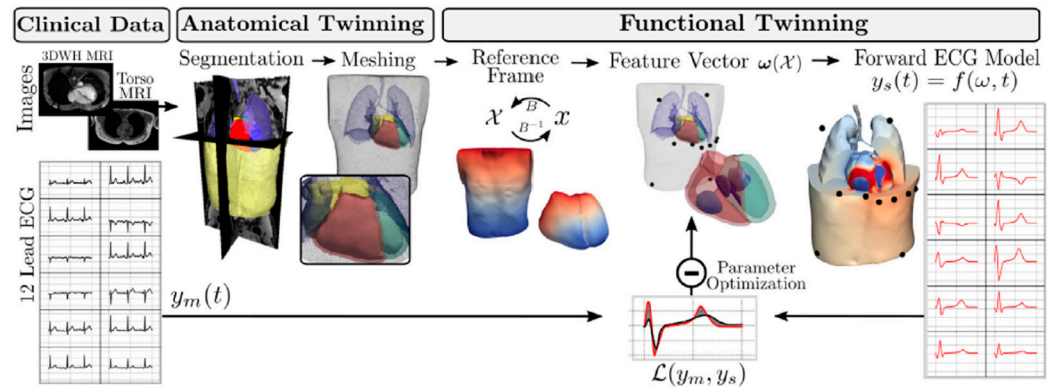 Clinical Data
Anatomical Twinning
Functional Twinning
3DWH MRI
Torso
MRI
Images
12 Lead ECG
Segmentation
Meshing
Reference
Frame
Feature Vector ω(𝒳)
Forward ECG Model
y_s(t) = f(ω, t)
𝒳 B x
B⁻¹
Parameter
Optimization
y_m(t)
ℒ(y_m, y_s)